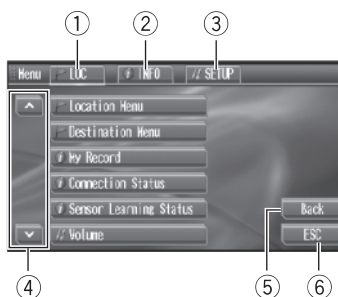 ① ② ③
Menu LOC INFO SETUP
Location Menu
Destination Menu
My Record
Connection Status
Sensor Learning Status
Volume
Back
ESC
④ ⑤ ⑥